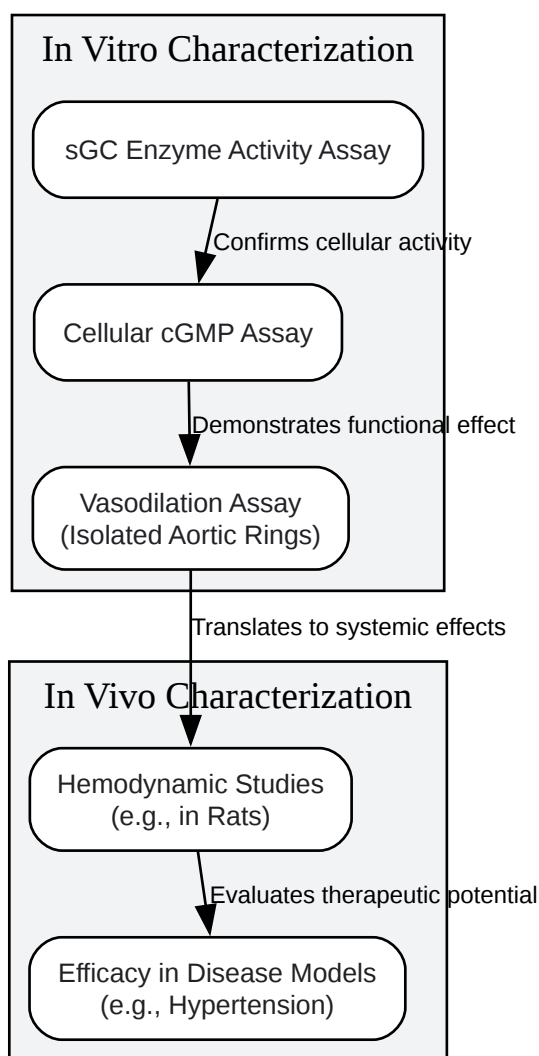 In Vitro Characterization
sGC Enzyme Activity Assay
Confirms cellular activity
Cellular cGMP Assay
Demonstrates functional effect
Vasodilation Assay
(Isolated Aortic Rings)
Translates to systemic effects
In Vivo Characterization
Hemodynamic Studies
(e.g., in Rats)
Evaluates therapeutic potential
Efficacy in Disease Models
(e.g., Hypertension)